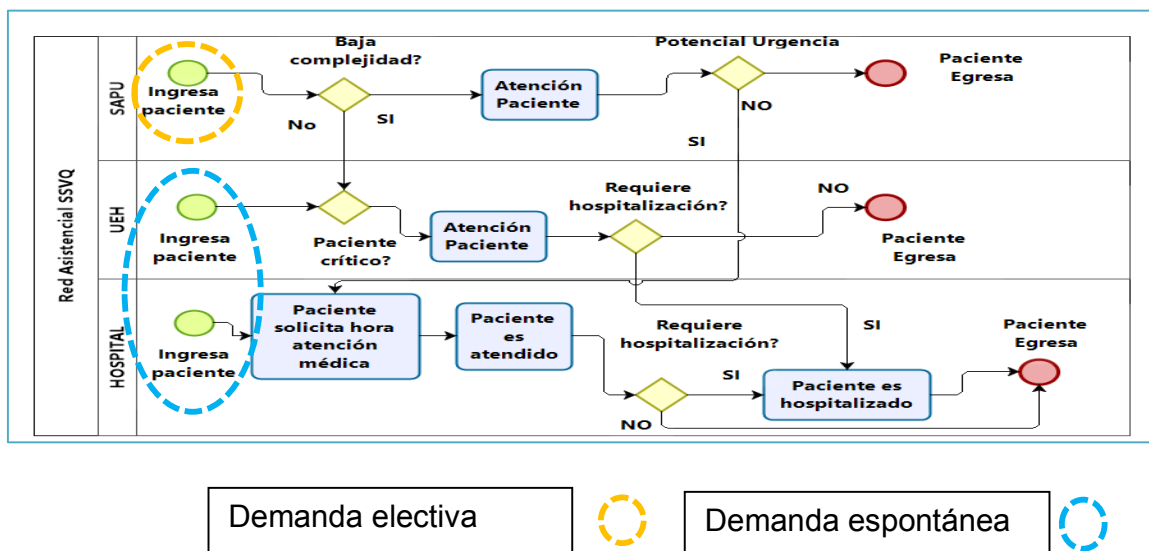 Red Asistencial SSVQ
SAPU
Ingresa
paciente
Baja
complejidad?
No
SI
Atención
Paciente
Potencial Urgencia
NO
SI
Paciente
Egresa
UEH
Ingresa
paciente
Paciente
crítico?
Atención
Paciente
Requiere
hospitalización?
NO
Paciente
Egresa
HOSPITAL
Ingresa
paciente
Paciente
solicita hora
atención
médica
Paciente
es
atendido
Requiere
hospitalización?
SI
NO
SI
Paciente es
hospitalizado
Paciente
Egresa
Demanda electiva
Demanda espontánea